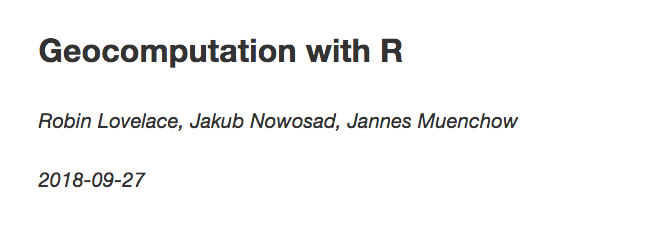 Geocomputation with R
Robin Lovelace, Jakub Nowosad, Jannes Muenchow
2018-09-27